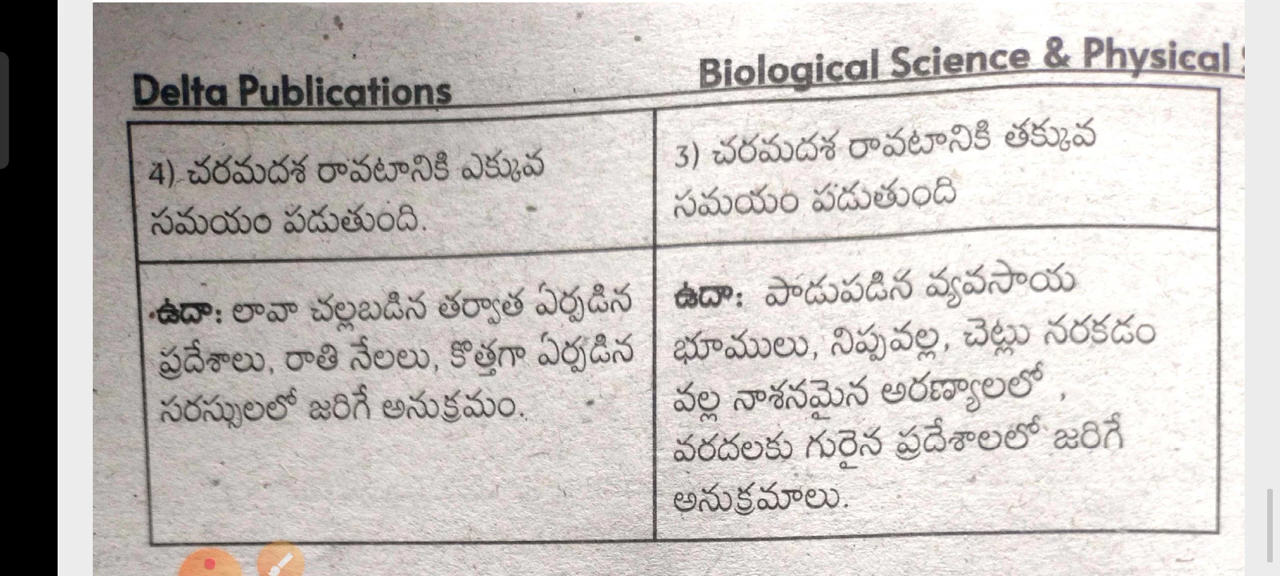 Delta Publications
Biological Science & Physical
4) చరమదశ రావటానికి ఎక్కువ
సమయం పడుతుంది.
3) చరమదశ రావటానికి తక్కువ
సమయం పడుతుంది
ఉదా: లావా చల్లబడిన తర్వాత ఏర్పడిన
ప్రదేశాలు, రాతి నేలలు, కొత్తగా ఏర్పడిన
సరస్సులలో జరిగే అనుక్రమం.
ఉదా: పాడుపడిన వ్యవసాయ
భూములు, నిప్పువల్ల, చెట్లు నరకడం
వల్ల నాశనమైన అరణ్యాలలో ,
వరదలకు గురైన ప్రదేశాలలో జరిగే
అనుక్రమాలు.